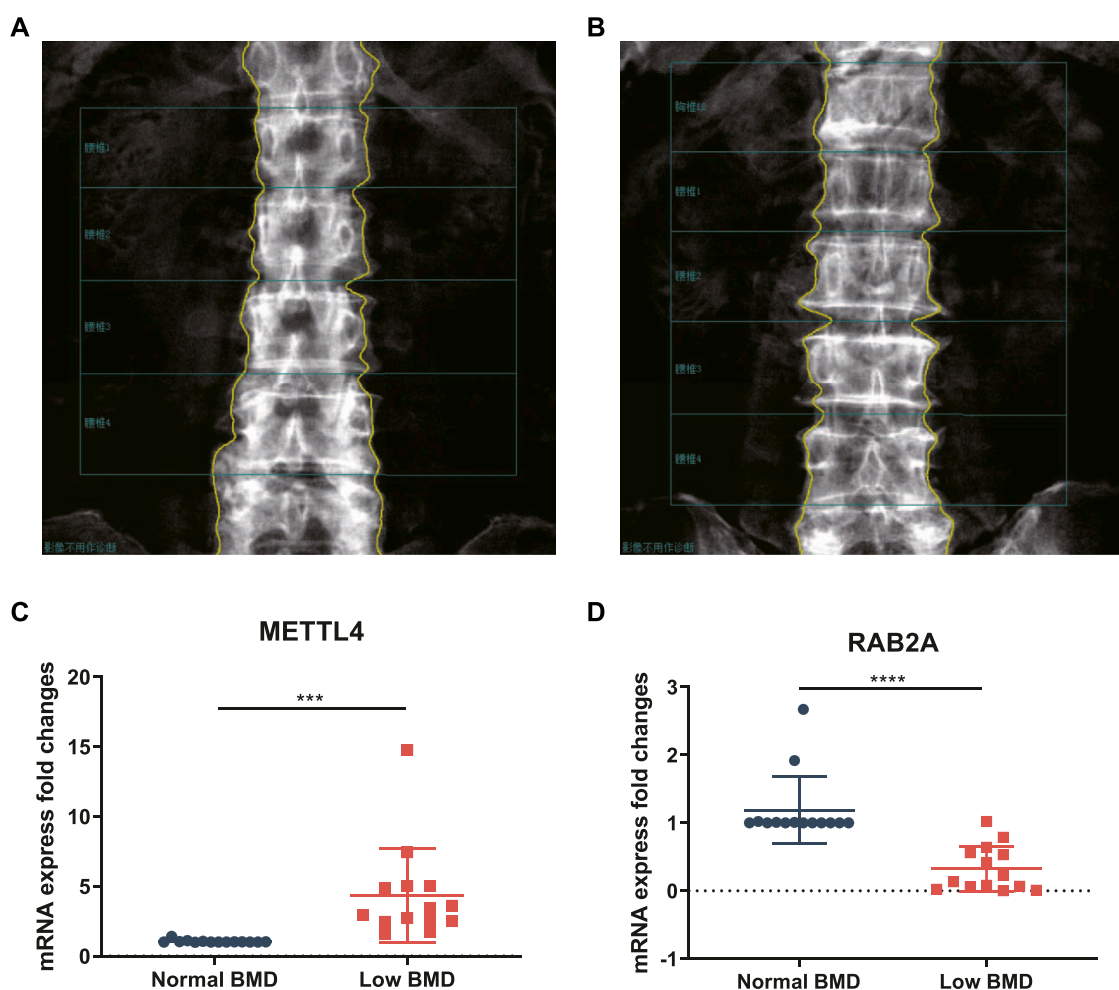 A
腰椎1
腰椎2
腰椎3
腰椎4
影像不用作诊断
B
胸椎12
腰椎1
腰椎2
腰椎3
腰椎4
影像不用作诊断
C
METTL4
mRNA express fold changes
20
15
10
5
0
***
Normal BMD
Low BMD
D
RAB2A
mRNA express fold changes
3
2
1
0
-1
****
Normal BMD
Low BMD